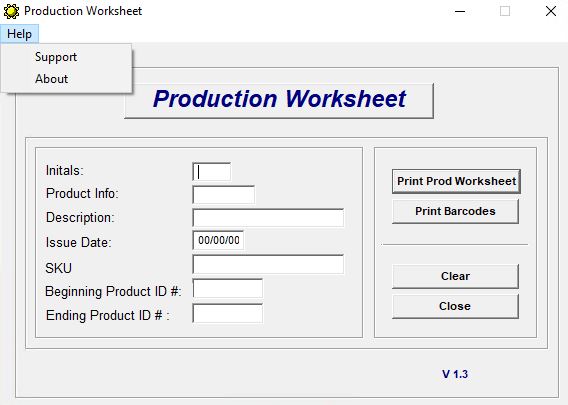 Production Worksheet
Help
Support
About
Production Worksheet
Initals:
Product Info:
Description:
Issue Date: 00/00/00
SKU
Beginning Product ID #:
Ending Product ID # :
Print Prod Worksheet
Print Barcodes
Clear
Close
V 1.3